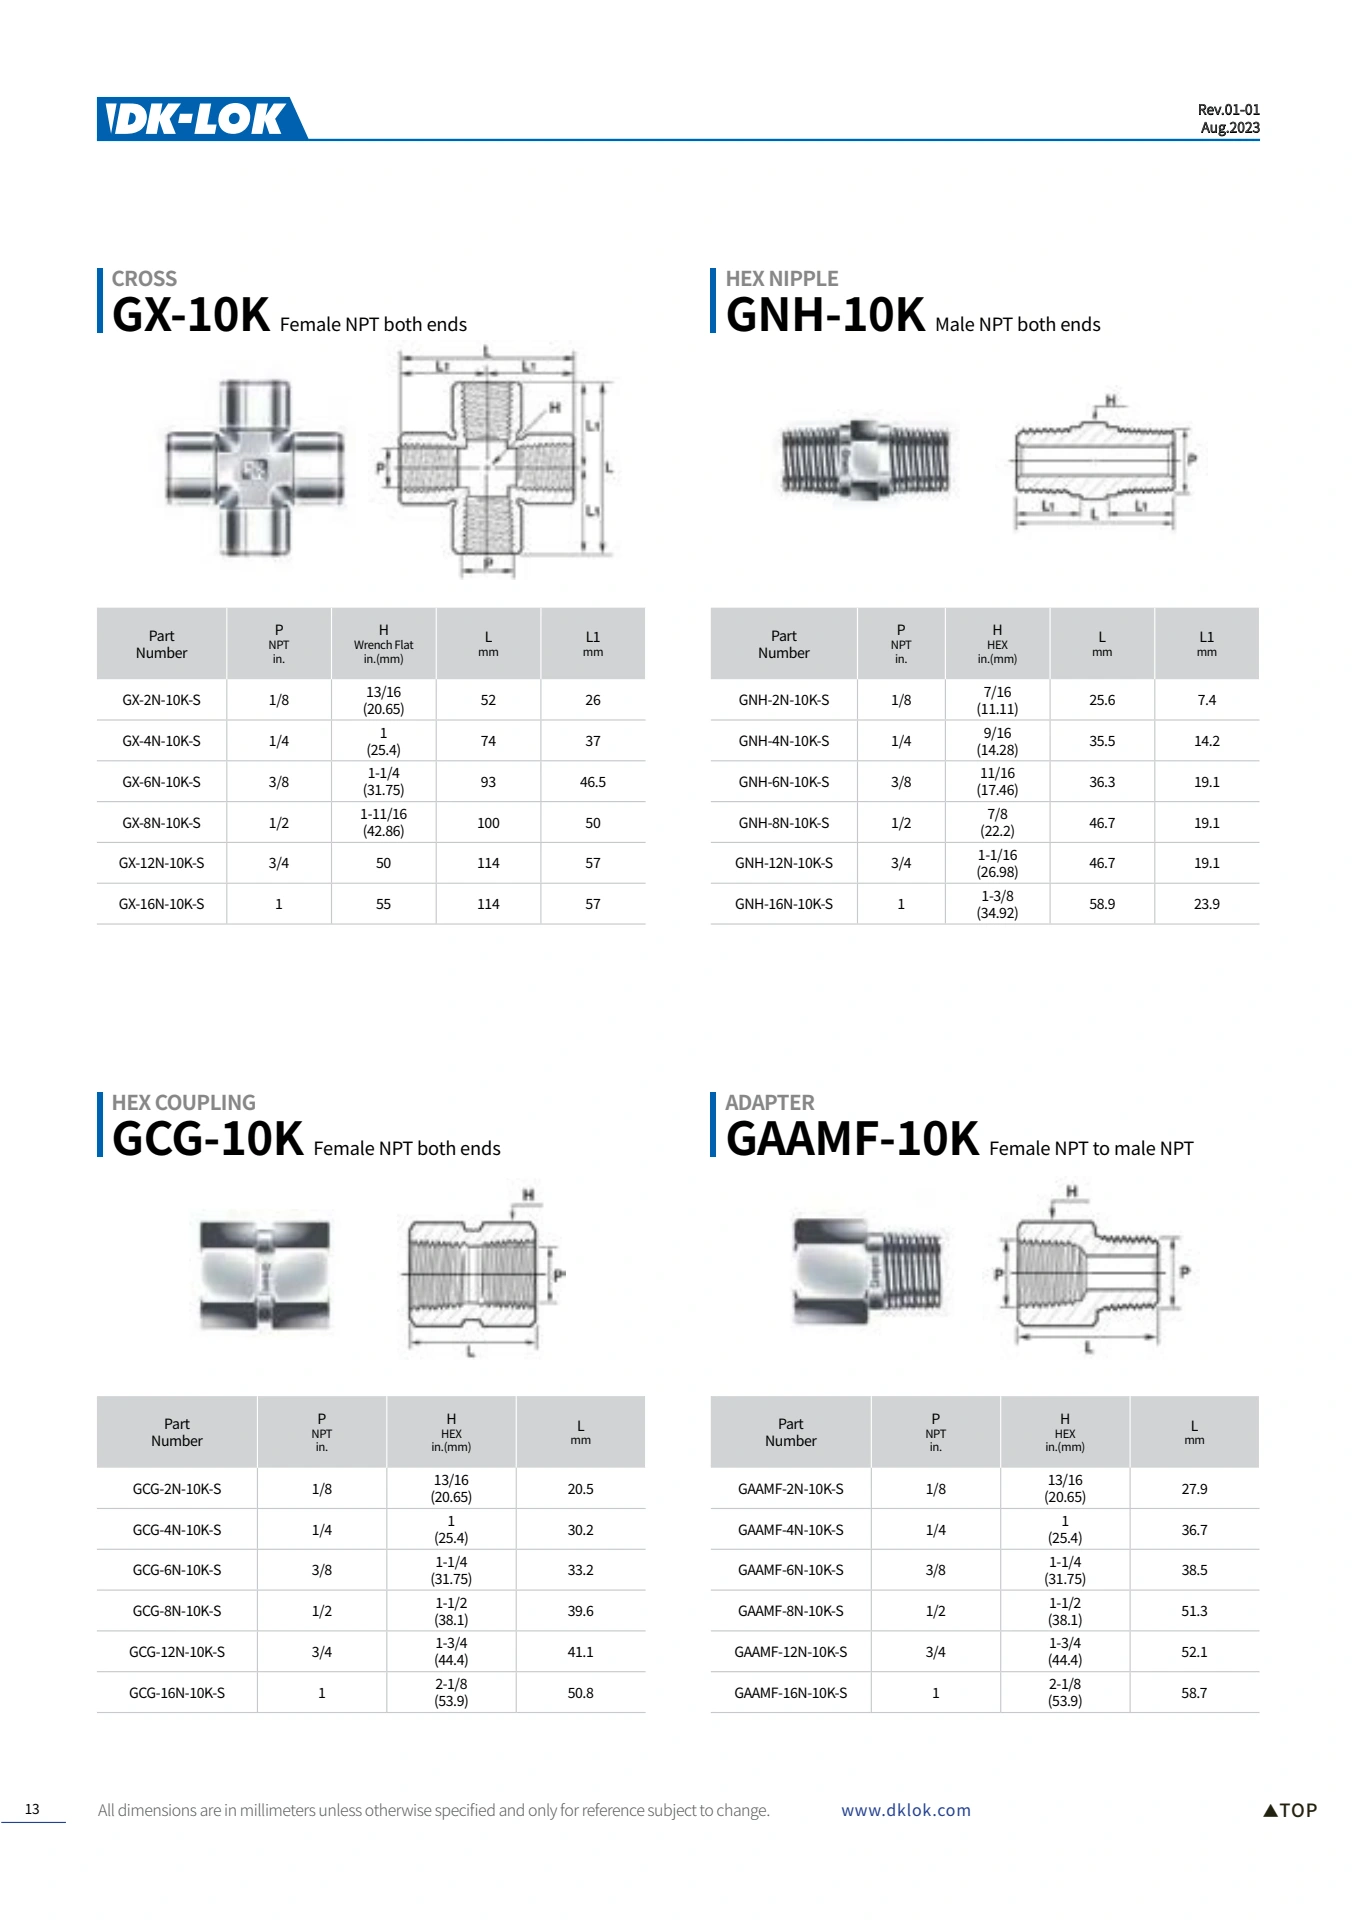 DK-LOK
Rev.01-01
Aug.2023
CROSS
GX-10K Female NPT both ends
L
L1 L1
H
L1
P
L
L1
P
Part Number | P NPT in. | H Wrench Flat in.(mm) | L mm | L1 mm
GX-2N-10K-S | 1/8 | 13/16 (20.65) | 52 | 26
GX-4N-10K-S | 1/4 | 1 (25.4) | 74 | 37
GX-6N-10K-S | 3/8 | 1-1/4 (31.75) | 93 | 46.5
GX-8N-10K-S | 1/2 | 1-11/16 (42.86) | 100 | 50
GX-12N-10K-S | 3/4 | 50 | 114 | 57
GX-16N-10K-S | 1 | 55 | 114 | 57
HEX NIPPLE
GNH-10K Male NPT both ends
H
P
L1 L L1
Part Number | P NPT in. | H HEX in.(mm) | L mm | L1 mm
GNH-2N-10K-S | 1/8 | 7/16 (11.11) | 25.6 | 7.4
GNH-4N-10K-S | 1/4 | 9/16 (14.28) | 35.5 | 14.2
GNH-6N-10K-S | 3/8 | 11/16 (17.46) | 36.3 | 19.1
GNH-8N-10K-S | 1/2 | 7/8 (22.2) | 46.7 | 19.1
GNH-12N-10K-S | 3/4 | 1-1/16 (26.98) | 46.7 | 19.1
GNH-16N-10K-S | 1 | 1-3/8 (34.92) | 58.9 | 23.9
HEX COUPLING
GCG-10K Female NPT both ends
H
P
L
Part Number | P NPT in. | H HEX in.(mm) | L mm
GCG-2N-10K-S | 1/8 | 13/16 (20.65) | 20.5
GCG-4N-10K-S | 1/4 | 1 (25.4) | 30.2
GCG-6N-10K-S | 3/8 | 1-1/4 (31.75) | 33.2
GCG-8N-10K-S | 1/2 | 1-1/2 (38.1) | 39.6
GCG-12N-10K-S | 3/4 | 1-3/4 (44.4) | 41.1
GCG-16N-10K-S | 1 | 2-1/8 (53.9) | 50.8
ADAPTER
GAAMF-10K Female NPT to male NPT
H
P P
L
Part Number | P NPT in. | H HEX in.(mm) | L mm
GAAMF-2N-10K-S | 1/8 | 13/16 (20.65) | 27.9
GAAMF-4N-10K-S | 1/4 | 1 (25.4) | 36.7
GAAMF-6N-10K-S | 3/8 | 1-1/4 (31.75) | 38.5
GAAMF-8N-10K-S | 1/2 | 1-1/2 (38.1) | 51.3
GAAMF-12N-10K-S | 3/4 | 1-3/4 (44.4) | 52.1
GAAMF-16N-10K-S | 1 | 2-1/8 (53.9) | 58.7
13
All dimensions are in millimeters unless otherwise specified and only for reference subject to change.
www.dklok.com
▲TOP